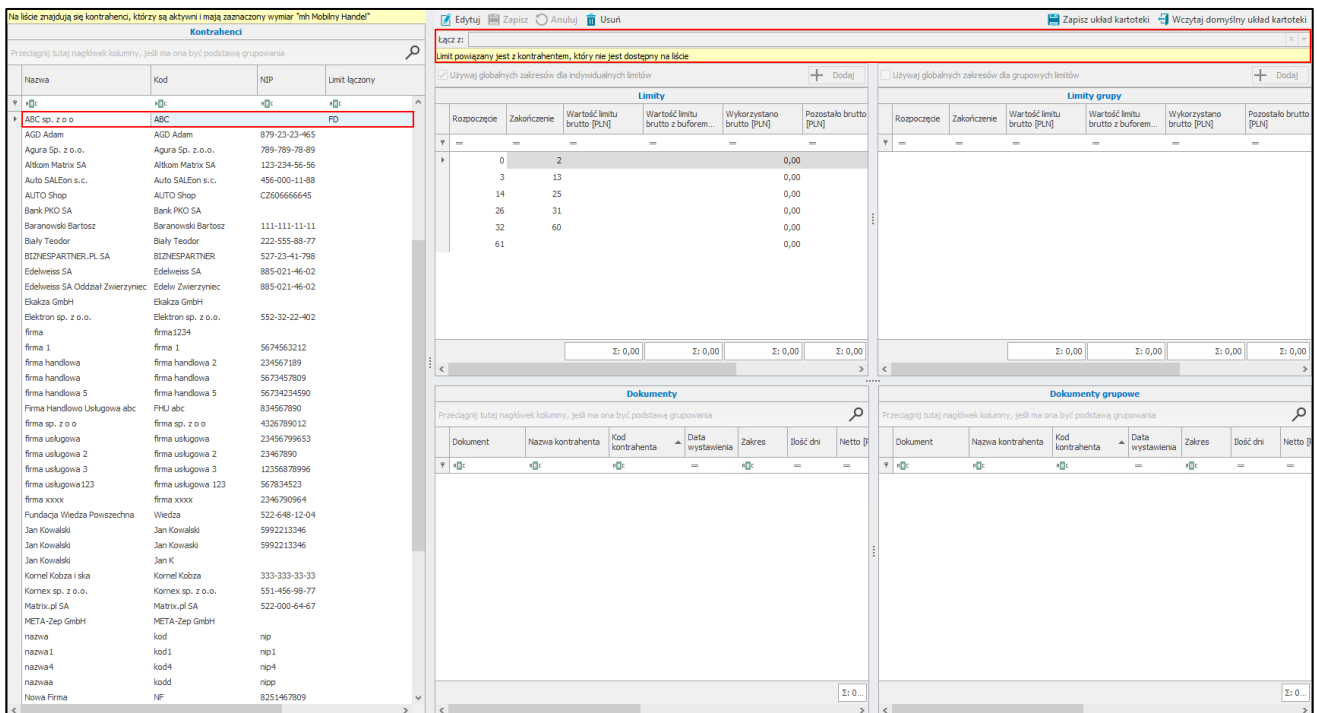 Na liście znajdują się kontrahenci, którzy są aktywni i mają zaznaczony wymiar "mh Mobilny Handel"
Kontrahenci
Przeciągnij tutaj nagłówek kolumny, jeśli ma ona być podstawą grupowania
Nazwa Kod NIP Limit łączony
ABC sp. z o o ABC FD
AGD Adam AGD Adam 879-23-23-465
Agura Sp. z o.o. Agura Sp. z.o.o. 789-789-78-89
Altkom Matrix SA Altkom Matrix SA 123-234-56-56
Auto SALEon s.c. Auto SALEon s.c. 456-000-11-88
AUTO Shop AUTO Shop CZ606666645
Bank PKO SA Bank PKO SA
Baranowski Bartosz Baranowski Bartosz 111-111-11-11
Biały Teodor Biały Teodor 222-555-88-77
BIZNESPARTNER.PL SA BIZNESPARTNER 527-23-41-798
Edelweiss SA Edelweiss SA 885-021-46-02
Edelweiss SA Oddział Zwierzyniec Edelw Zwierzyniec 885-021-46-02
Ekakza GmbH Ekakza GmbH
Elektron sp. z o.o. Elektron sp. z o.o. 552-32-22-402
firma firma1234
firma 1 firma 1 5674563212
firma handlowa firma handlowa 2 234567189
firma handlowa firma handlowa 5673457809
firma handlowa 5 firma handlowa 5 56734234590
Firma Handlowo Usługowa abc FHU abc 834567890
firma sp. z o o firma sp. z o o 4326789012
firma usługowa firma usługowa 23456799653
firma usługowa 2 firma usługowa 2 23467890
firma usługowa 3 firma usługowa 3 12356878996
firma usługowa123 firma usługowa 123 567834523
firma xxxx firma xxxx 2346790964
Fundacja Wiedza Powszechna Wiedza 522-648-12-04
Jan Kowalski Jan Kowalski 5992213346
Jan Kowalski Jan Kowaski 5992213346
Jan Kowalski Jan K
Kornel Kobza i ska Kornel Kobza 333-333-33-33
Kornex sp. z o.o. Kornex sp. z o.o. 551-456-98-77
Matrix.pl SA Matrix.pl SA 522-000-64-67
META-Zep GmbH META-Zep GmbH
nazwa kod nip
nazwa1 kod1 nip1
nazwa4 kod4 nip4
nazwaa kodd nipp
Nowa Firma NF 8251467809
Edytuj Zapisz Anuluj Usuń Zapisz układ kartoteki Wczytaj domyślny układ kartoteki
Łącz z:
Limit powiązany jest z kontrahentem, który nie jest dostępny na liście
Używaj globalnych zakresów dla indywidualnych limitów + Dodaj
Limity
Rozpoczęcie Zakończenie Wartość limitu brutto [PLN] Wartość limitu brutto z buforem... Wykorzystano brutto [PLN] Pozostało brutto [PLN]
= = = = = =
0 2 0,00
3 13 0,00
14 25 0,00
26 31 0,00
32 60 0,00
61 0,00
Σ: 0,00 Σ: 0,00 Σ: 0,00 Σ: 0,00
Używaj globalnych zakresów dla grupowych limitów + Dodaj
Limity grupy
Rozpoczęcie Zakończenie Wartość limitu brutto [PLN] Wartość limitu brutto z buforem... Wykorzystano brutto [PLN] Pozostało brutto [PLN]
= = = = = =
Σ: 0,00 Σ: 0,00 Σ: 0,00 Σ: 0,00
Dokumenty
Przeciągnij tutaj nagłówek kolumny, jeśli ma ona być podstawą grupowania
Dokument Nazwa kontrahenta Kod kontrahenta Data wystawienia Zakres Ilość dni Netto [P
Σ: 0...
Dokumenty grupowe
Przeciągnij tutaj nagłówek kolumny, jeśli ma ona być podstawą grupowania
Dokument Nazwa kontrahenta Kod kontrahenta Data wystawienia Zakres Ilość dni Netto [P
Σ: 0...